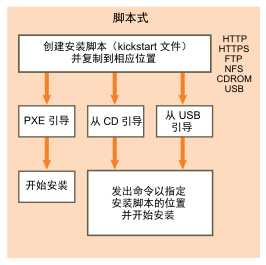 脚本式
创建安装脚本（kickstart 文件）
并复制到相应位置
HTTP
HTTPS
FTP
NFS
CDROM
USB
PXE 引导
从 CD 引导
从 USB
引导
开始安装
发出命令以指定
安装脚本的位置
并开始安装